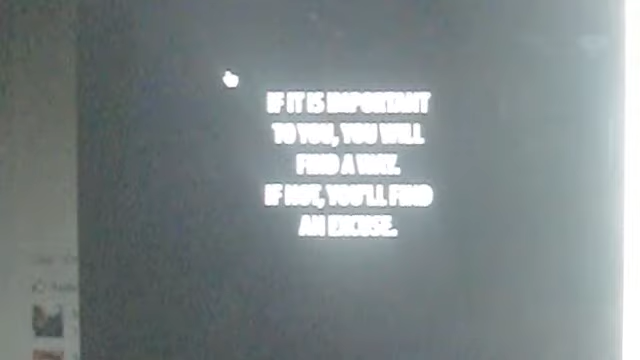 IF IT IS IMPORTANT
TO YOU, YOU WILL
FIND A WAY.
IF NOT, YOU'LL FIND
AN EXCUSE.